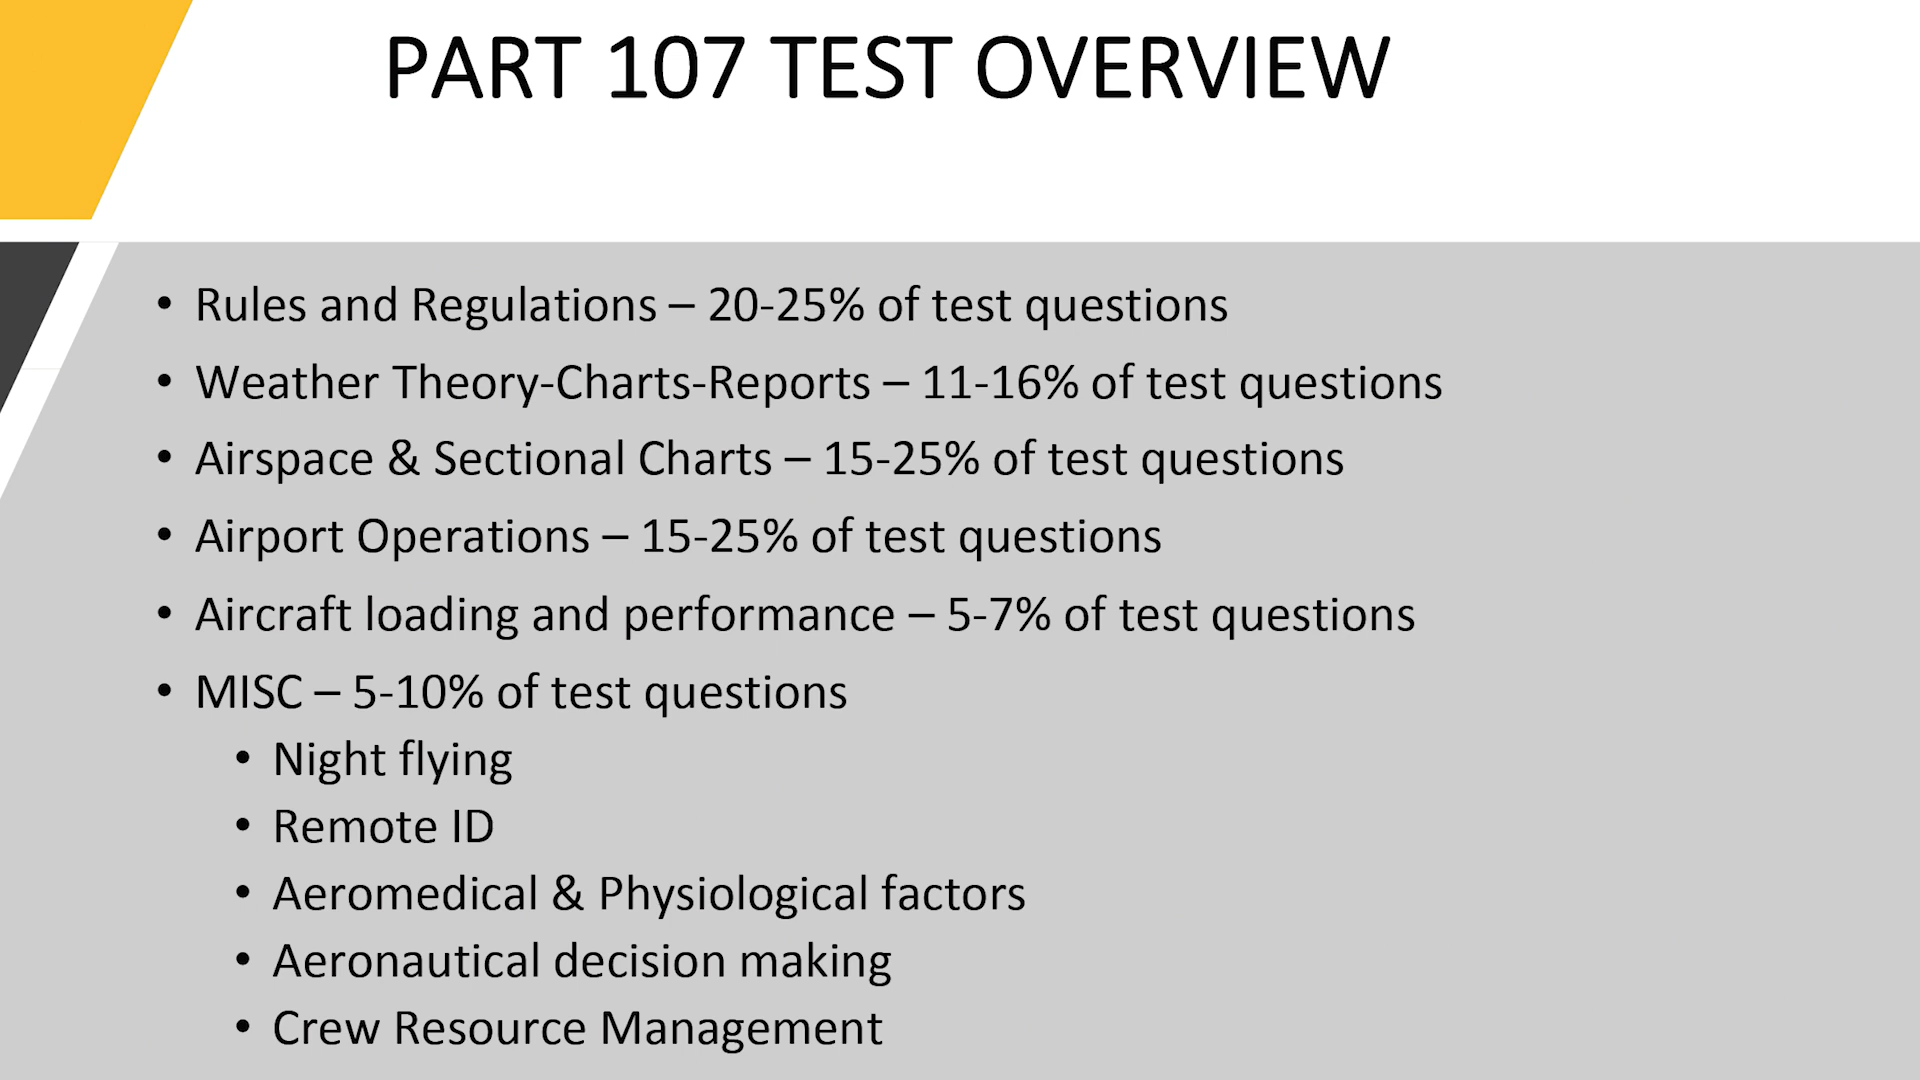 PART 107 TEST OVERVIEW
• Rules and Regulations – 20-25% of test questions
• Weather Theory-Charts-Reports – 11-16% of test questions
• Airspace & Sectional Charts – 15-25% of test questions
• Airport Operations – 15-25% of test questions
• Aircraft loading and performance – 5-7% of test questions
• MISC – 5-10% of test questions
• Night flying
• Remote ID
• Aeromedical & Physiological factors
• Aeronautical decision making
• Crew Resource Management